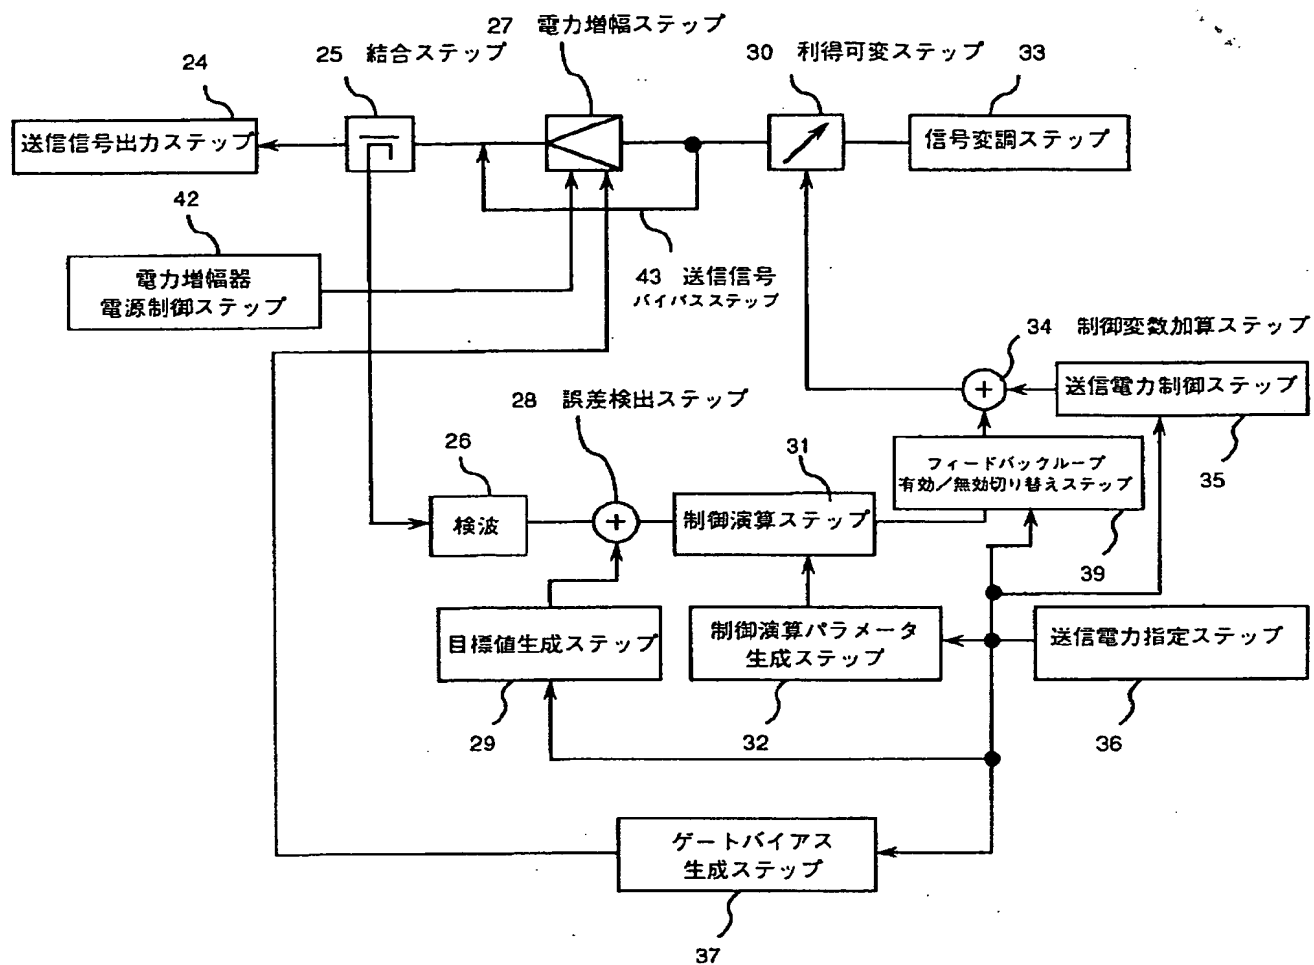 27 電力増幅ステップ
25 結合ステップ
30 利得可変ステップ
33
24
送信信号出力ステップ
信号変調ステップ
42
電力増幅器
電源制御ステップ
43 送信信号
バイパスステップ
34 制御変数加算ステップ
+
送信電力制御ステップ
28 誤差検出ステップ
35
26
31
フィードバックループ
有効/無効切り替えステップ
検波
+
制御演算ステップ
39
目標値生成ステップ
制御演算パラメータ
生成ステップ
送信電力指定ステップ
29
32
36
ゲートバイアス
生成ステップ
37